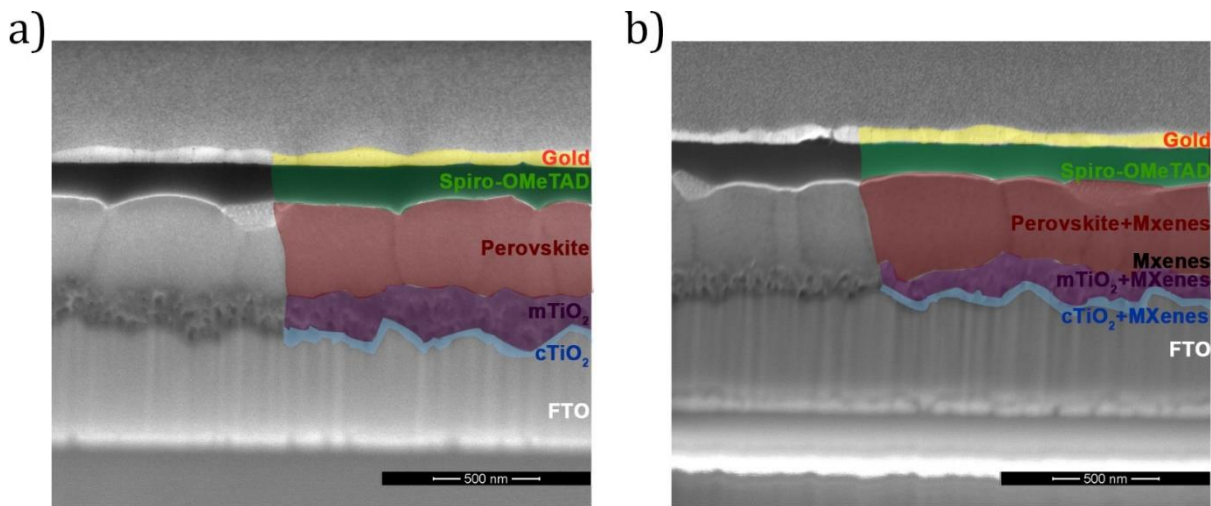 a)
Gold
Spiro-OMeTAD
Perovskite
mTiO₂
cTiO₂
FTO
500 nm
b)
Gold
Spiro-OMeTAD
Perovskite+Mxenes
Mxenes
mTiO₂+MXenes
cTiO₂+MXenes
FTO
500 nm